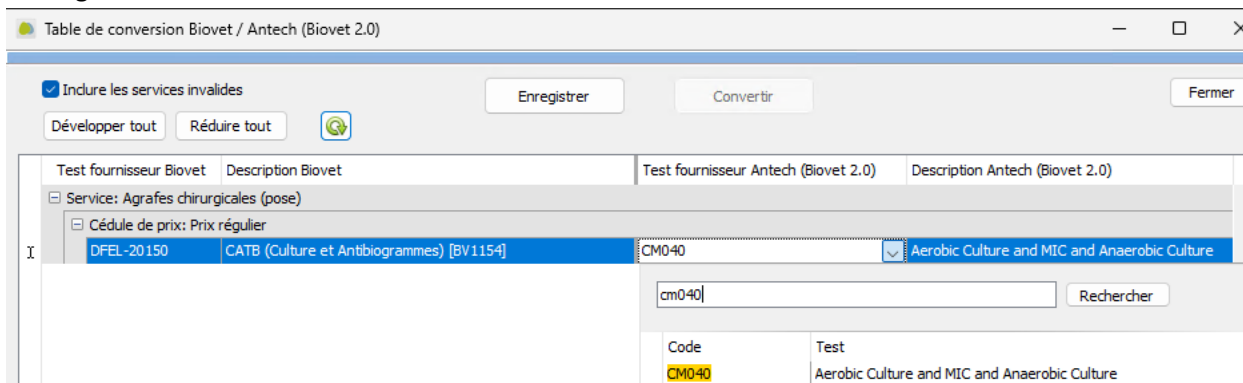 Table de conversion Biovet / Antech (Biovet 2.0)
Inclure les services invalides
Enregistrer
Convertir
Fermer
Développer tout
Réduire tout
Test fournisseur Biovet
Description Biovet
Test fournisseur Antech (Biovet 2.0)
Description Antech (Biovet 2.0)
Service: Agrafes chirurgicales (pose)
Cédule de prix: Prix régulier
DFEL-20150
CATB (Culture et Antibiogrammes) [BV1154]
CM040
Aerobic Culture and MIC and Anaerobic Culture
cm040
Rechercher
Code
Test
CM040
Aerobic Culture and MIC and Anaerobic Culture